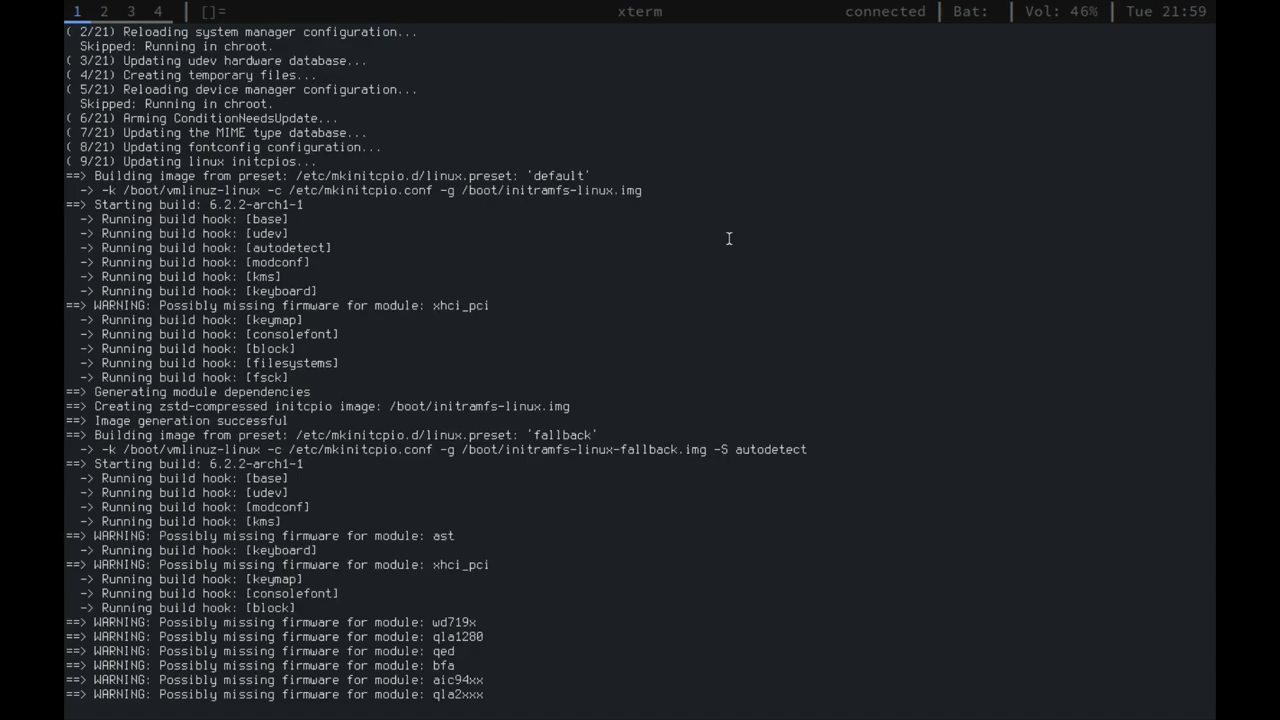 1 2 3 4 []= xterm connected Bat: Vol: 46% Tue 21:59
( 2/21) Reloading system manager configuration...
Skipped: Running in chroot.
( 3/21) Updating udev hardware database...
( 4/21) Creating temporary files...
( 5/21) Reloading device manager configuration...
Skipped: Running in chroot.
( 6/21) Arming ConditionNeedsUpdate...
( 7/21) Updating the MIME type database...
( 8/21) Updating fontconfig configuration...
( 9/21) Updating linux initcpios...
==> Building image from preset: /etc/mkinitcpio.d/linux.preset: 'default'
-> -k /boot/vmlinuz-linux -c /etc/mkinitcpio.conf -g /boot/initramfs-linux.img
==> Starting build: 6.2.2-arch1-1
-> Running build hook: [base]
-> Running build hook: [udev]
-> Running build hook: [autodetect]
-> Running build hook: [modconf]
-> Running build hook: [kms]
-> Running build hook: [keyboard]
==> WARNING: Possibly missing firmware for module: xhci_pci
-> Running build hook: [keymap]
-> Running build hook: [consolefont]
-> Running build hook: [block]
-> Running build hook: [filesystems]
-> Running build hook: [fsck]
==> Generating module dependencies
==> Creating zstd-compressed initcpio image: /boot/initramfs-linux.img
==> Image generation successful
==> Building image from preset: /etc/mkinitcpio.d/linux.preset: 'fallback'
-> -k /boot/vmlinuz-linux -c /etc/mkinitcpio.conf -g /boot/initramfs-linux-fallback.img -S autodetect
==> Starting build: 6.2.2-arch1-1
-> Running build hook: [base]
-> Running build hook: [udev]
-> Running build hook: [modconf]
-> Running build hook: [kms]
==> WARNING: Possibly missing firmware for module: ast
-> Running build hook: [keyboard]
==> WARNING: Possibly missing firmware for module: xhci_pci
-> Running build hook: [keymap]
-> Running build hook: [consolefont]
-> Running build hook: [block]
==> WARNING: Possibly missing firmware for module: wd719x
==> WARNING: Possibly missing firmware for module: qla1280
==> WARNING: Possibly missing firmware for module: qed
==> WARNING: Possibly missing firmware for module: bfa
==> WARNING: Possibly missing firmware for module: aic94xx
==> WARNING: Possibly missing firmware for module: qla2xxx